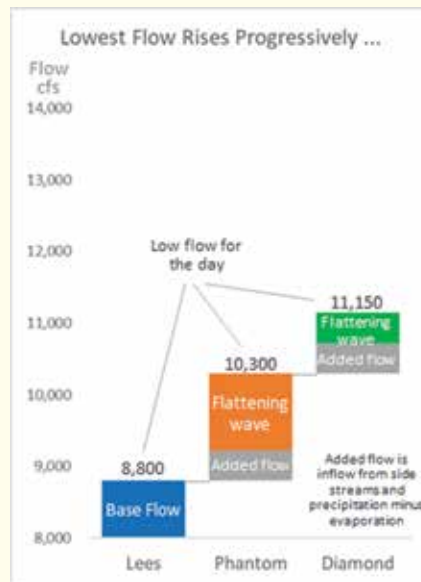 Lowest Flow Rises Progressively ...
Flow
cfs
14,000
13,000
12,000
11,000
10,000
9,000
8,000
Low flow for
the day
11,150
Flattening
wave
Added flow
10,300
Flattening
wave
Added flow
8,800
Base Flow
Added flow is
inflow from side
streams and
precipitation minus
evaporation
Lees
Phantom
Diamond